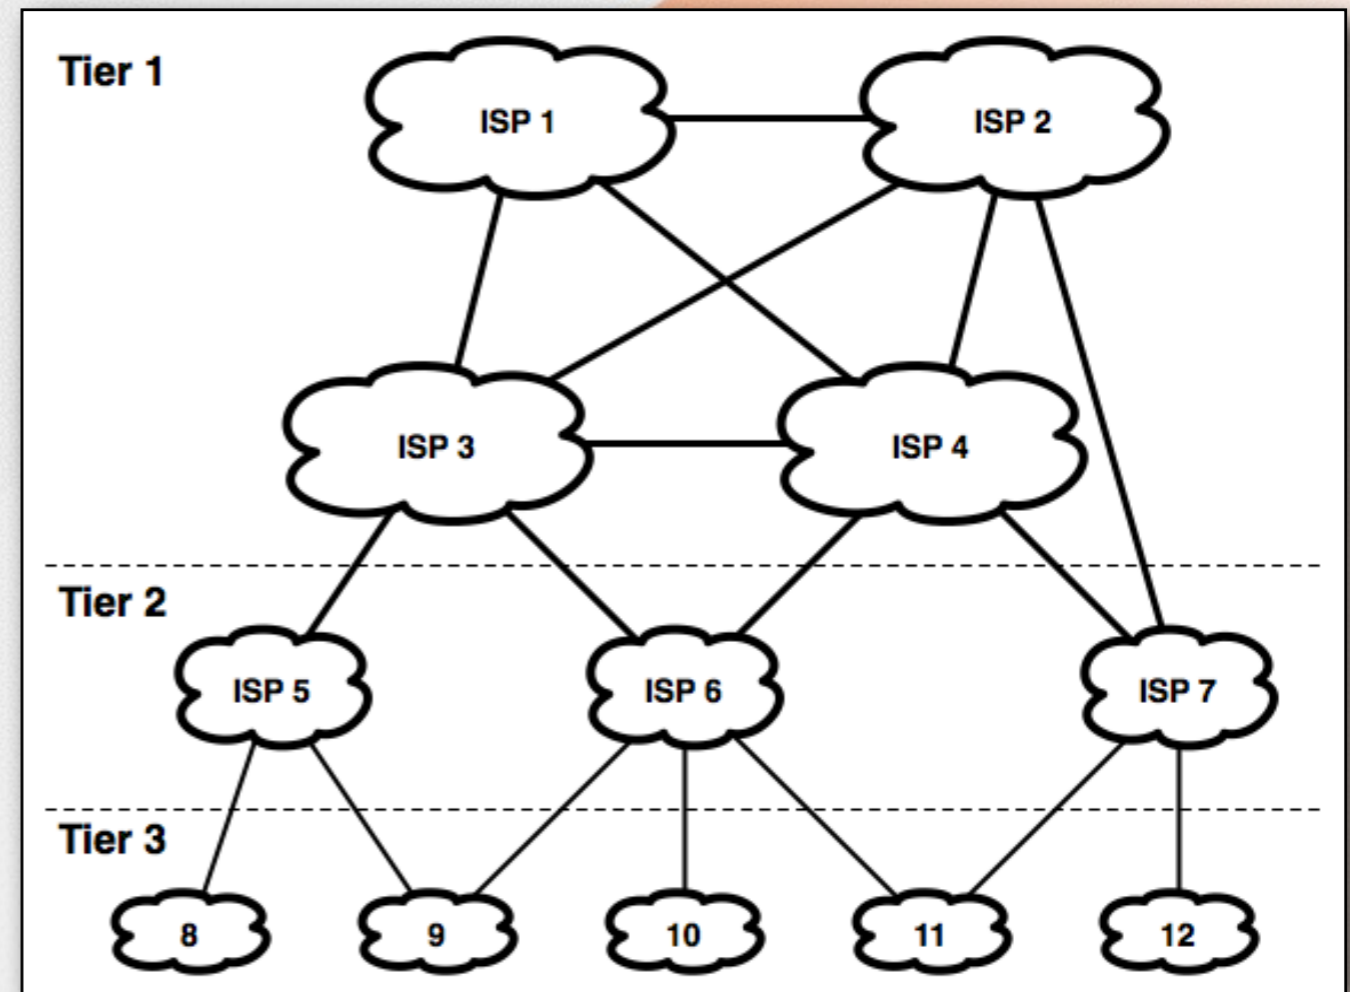 Tier 1
ISP 1
ISP 2
ISP 3
ISP 4
Tier 2
ISP 5
ISP 6
ISP 7
Tier 3
8
9
10
11
12